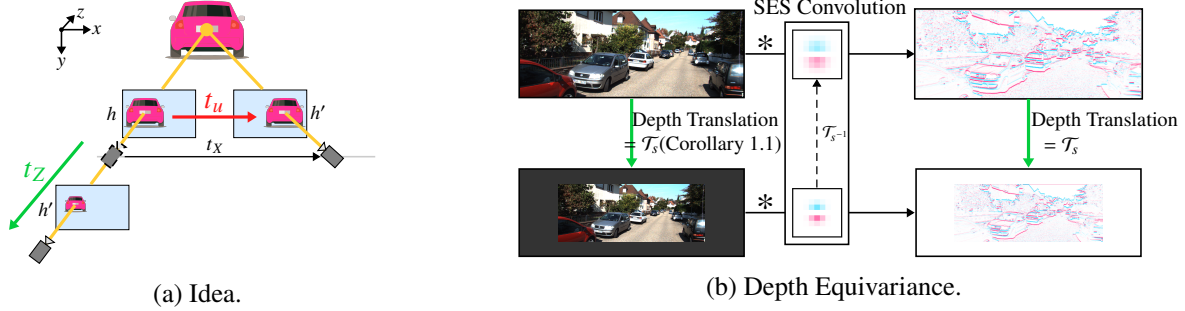 z
x
y
h
t_u
h′
t_X
t_Z
h′
(a) Idea.
SES Convolution
*
Depth Translation
= 𝒯_s(Corollary 1.1)
𝒯_{s⁻¹}
Depth Translation
= 𝒯_s
*
(b) Depth Equivariance.